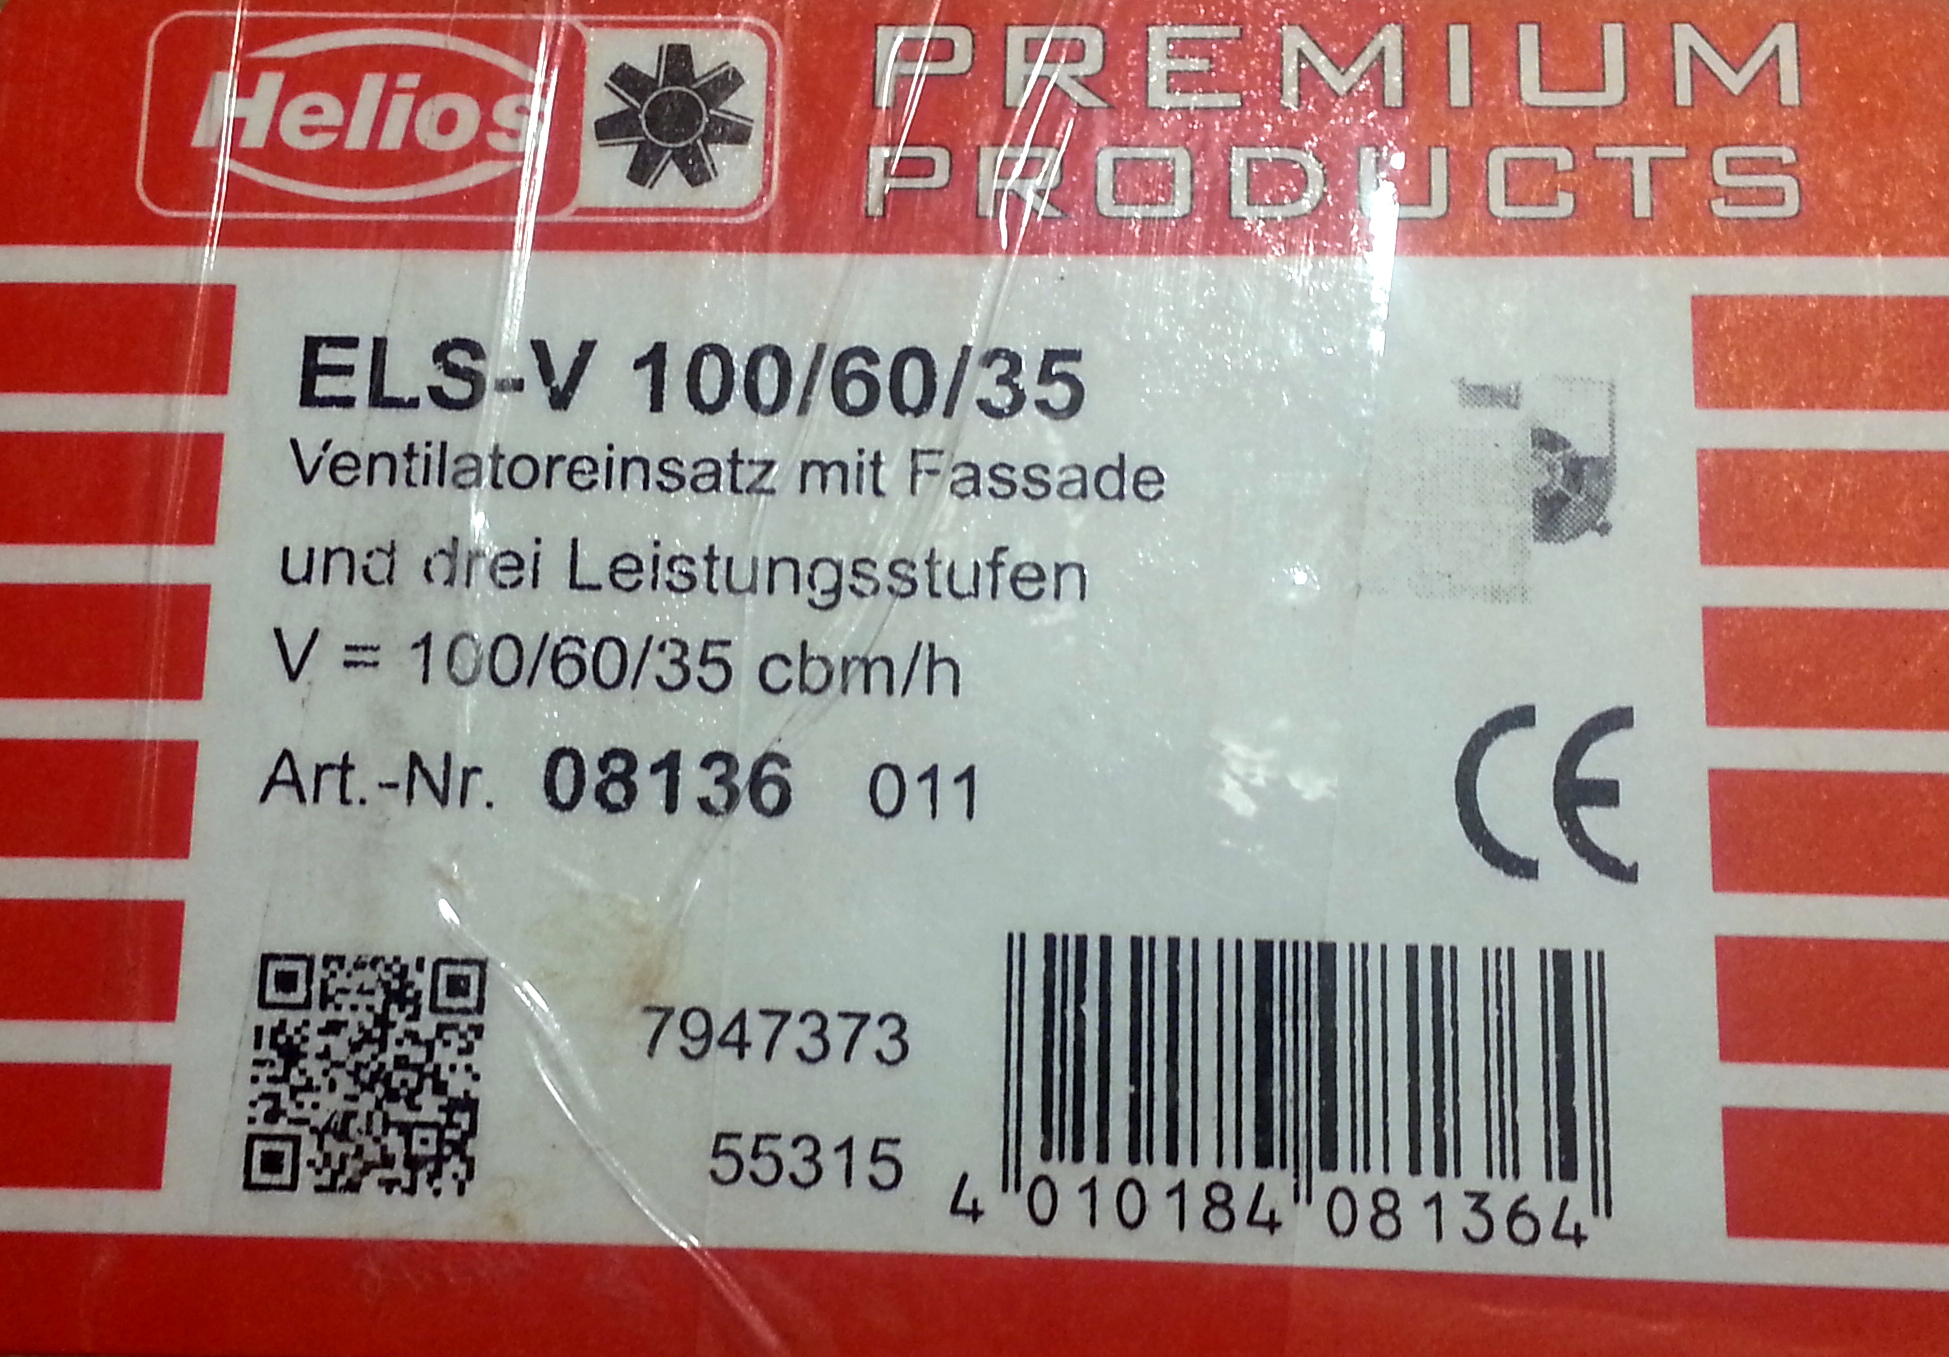 Helios
PREMIUM
PRODUCTS
ELS-V 100/60/35
Ventilatoreinsatz mit Fassade
und drei Leistungsstufen
V = 100/60/35 cbm/h
Art.-Nr. 08136 011
CE
7947373
55315
4 010184 081364